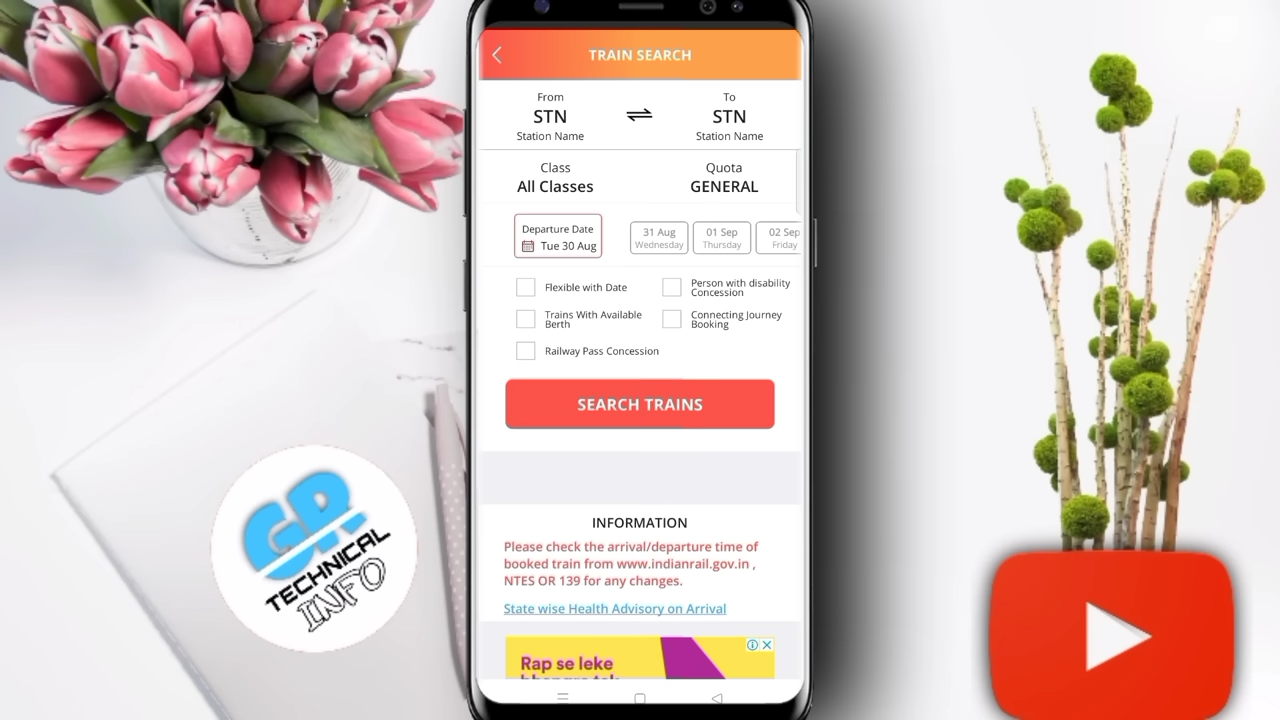 TRAIN SEARCH
From
STN
Station Name
To
STN
Station Name
Class
All Classes
Quota
GENERAL
Departure Date
Tue 30 Aug
31 Aug
Wednesday
01 Sep
Thursday
02 Sep
Friday
Flexible with Date
Person with disability
Concession
Trains With Available
Berth
Connecting Journey
Booking
Railway Pass Concession
SEARCH TRAINS
INFORMATION
Please check the arrival/departure time of
booked train from www.indianrail.gov.in ,
NTES OR 139 for any changes.
State wise Health Advisory on Arrival
Rap se leke
GR
TECHNICAL
INFO